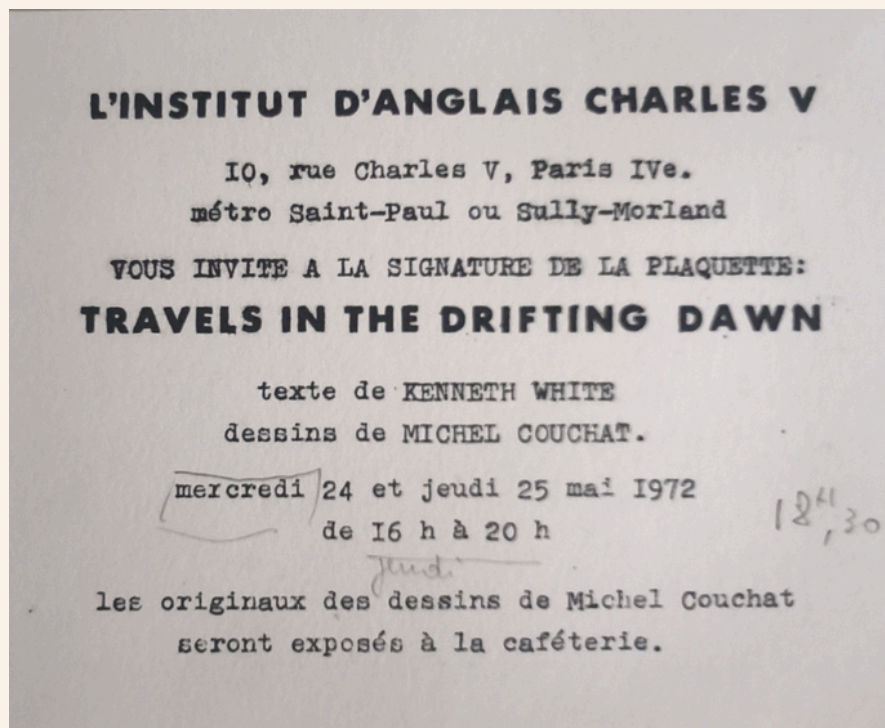 L'INSTITUT D'ANGLAIS CHARLES V
IO, rue Charles V, Paris IVe.
métro Saint-Paul ou Sully-Morland
VOUS INVITE A LA SIGNATURE DE LA PLAQUETTE:
TRAVELS IN THE DRIFTING DAWN
texte de KENNETH WHITE
dessins de MICHEL COUCHAT.
mercredi 24 et jeudi 25 mai I972
de I6 h à 20 h
18H,30
jeudi
les originaux des dessins de Michel Couchat
seront exposés à la caféterie.